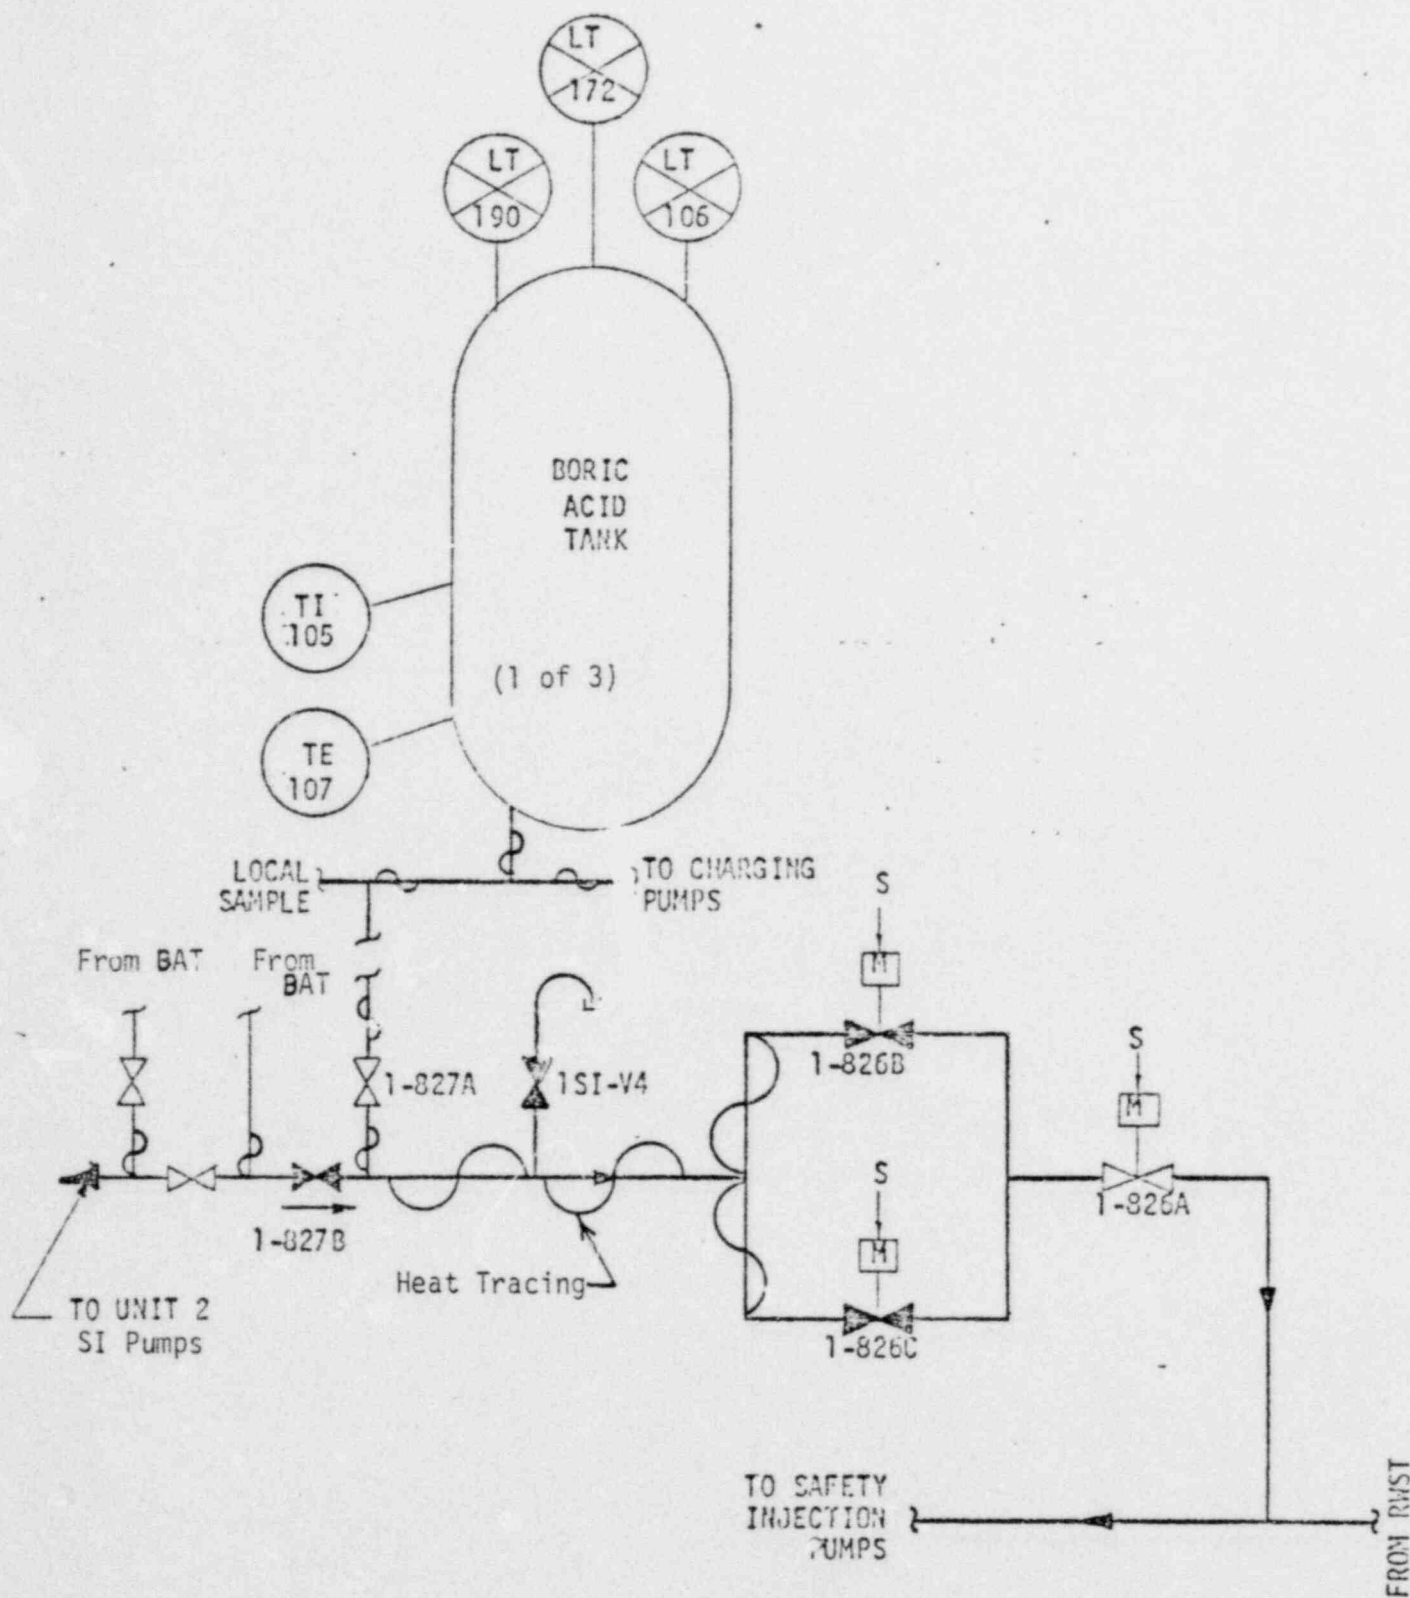 LT
172
LT
190
LT
106
BORIC
ACID
TANK
TI
105
(1 of 3)
TE
107
LOCAL
SAMPLE
TO CHARGING
PUMPS
S
M
From BAT
From
BAT
1-826B
S
M
1-827A
1SI-V4
S
M
1-826A
1-827B
Heat Tracing
TO UNIT 2
SI Pumps
1-826C
TO SAFETY
INJECTION
PUMPS
FROM RWST